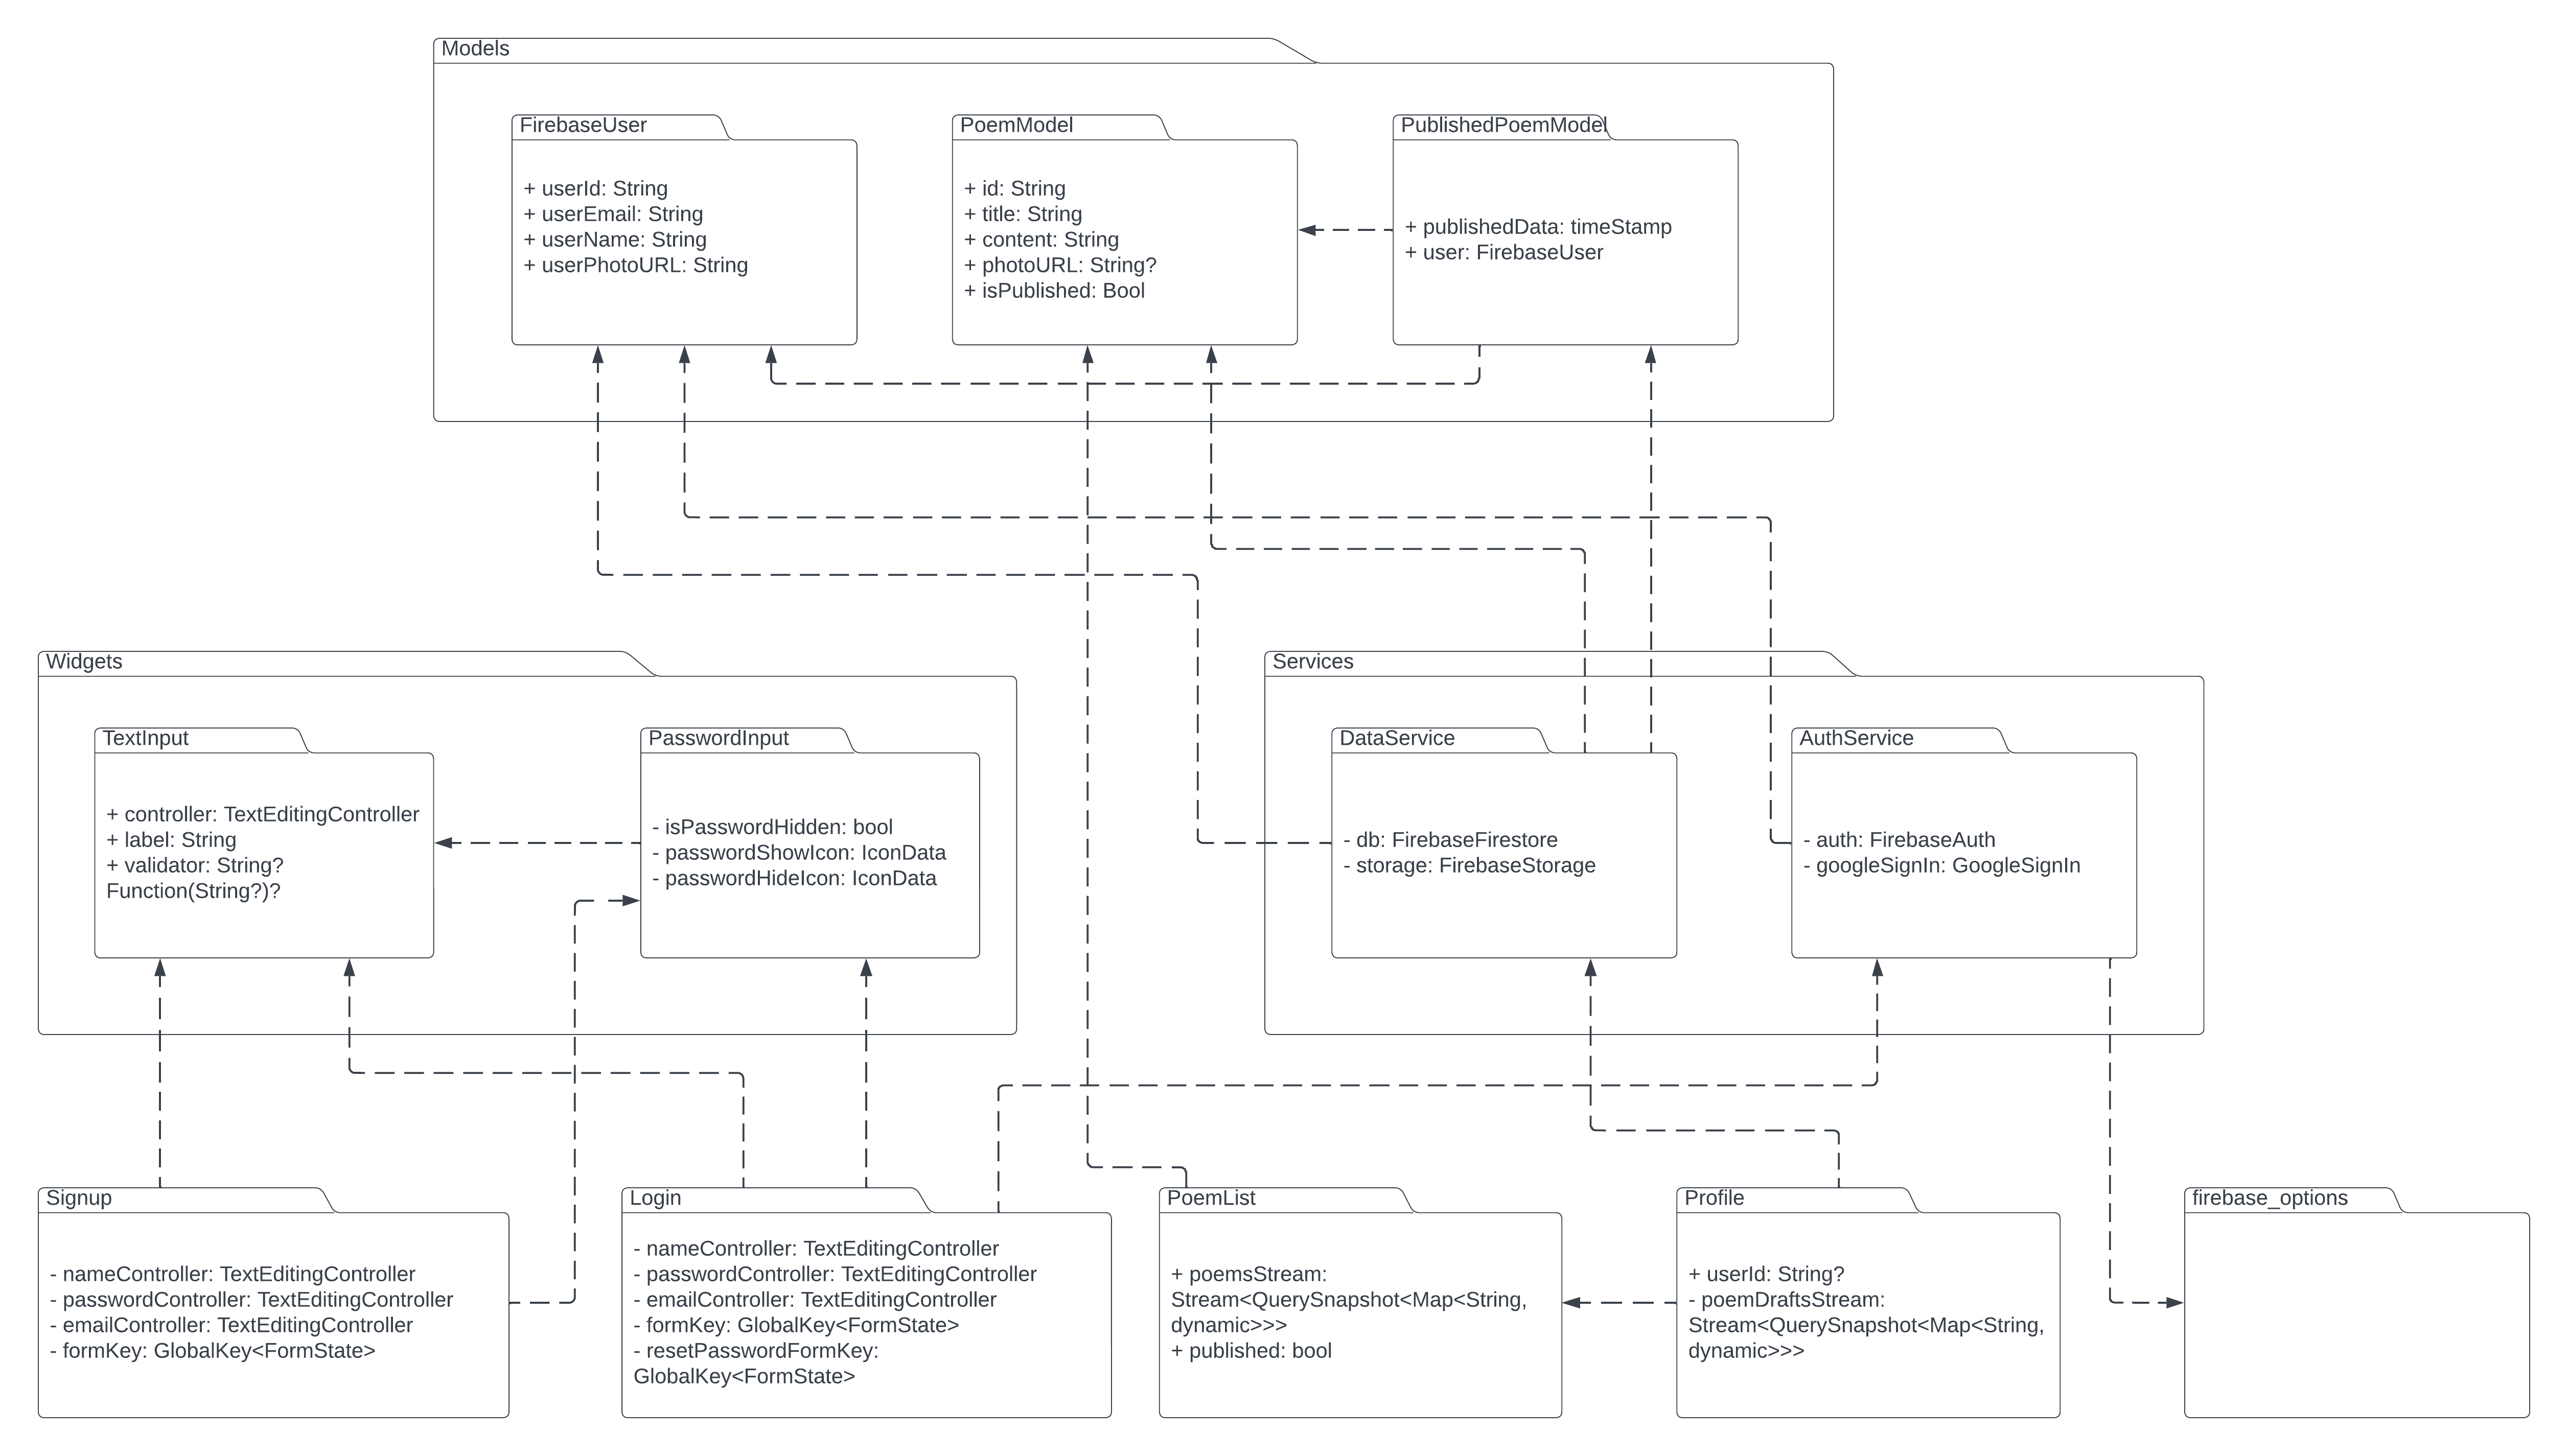 Models
FirebaseUser
+ userId: String
+ userEmail: String
+ userName: String
+ userPhotoURL: String
PoemModel
+ id: String
+ title: String
+ content: String
+ photoURL: String?
+ isPublished: Bool
PublishedPoemModel
+ publishedData: timeStamp
+ user: FirebaseUser
Widgets
TextInput
+ controller: TextEditingController
+ label: String
+ validator: String?
Function(String?)?
PasswordInput
- isPasswordHidden: bool
- passwordShowIcon: IconData
- passwordHideIcon: IconData
Services
DataService
- db: FirebaseFirestore
- storage: FirebaseStorage
AuthService
- auth: FirebaseAuth
- googleSignIn: GoogleSignIn
Signup
- nameController: TextEditingController
- passwordController: TextEditingController
- emailController: TextEditingController
- formKey: GlobalKey<FormState>
Login
- nameController: TextEditingController
- passwordController: TextEditingController
- emailController: TextEditingController
- formKey: GlobalKey<FormState>
- resetPasswordFormKey:
GlobalKey<FormState>
PoemList
+ poemsStream:
Stream<QuerySnapshot<Map<String,
dynamic>>>
+ published: bool
Profile
+ userId: String?
- poemDraftsStream:
Stream<QuerySnapshot<Map<String,
dynamic>>>
firebase_options